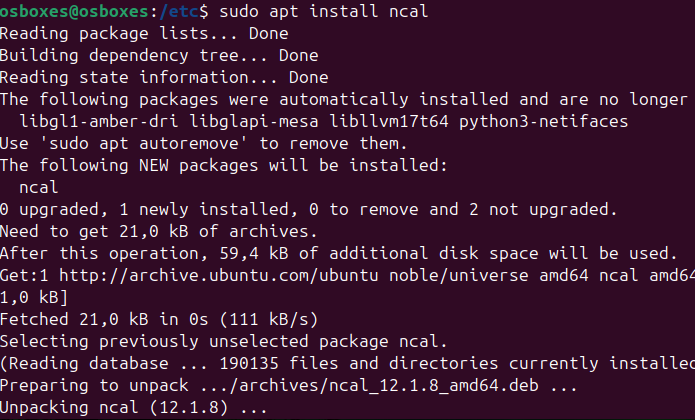 osboxes@osboxes:/etc$ sudo apt install ncal
Reading package lists... Done
Building dependency tree... Done
Reading state information... Done
The following packages were automatically installed and are no longer
  libgl1-amber-dri libglapi-mesa libllvm17t64 python3-netifaces
Use 'sudo apt autoremove' to remove them.
The following NEW packages will be installed:
  ncal
0 upgraded, 1 newly installed, 0 to remove and 2 not upgraded.
Need to get 21,0 kB of archives.
After this operation, 59,4 kB of additional disk space will be used.
Get:1 http://archive.ubuntu.com/ubuntu noble/universe amd64 ncal amd64
1,0 kB]
Fetched 21,0 kB in 0s (111 kB/s)
Selecting previously unselected package ncal.
(Reading database ... 190135 files and directories currently installed
Preparing to unpack .../archives/ncal_12.1.8_amd64.deb ...
Unpacking ncal (12.1.8) ...